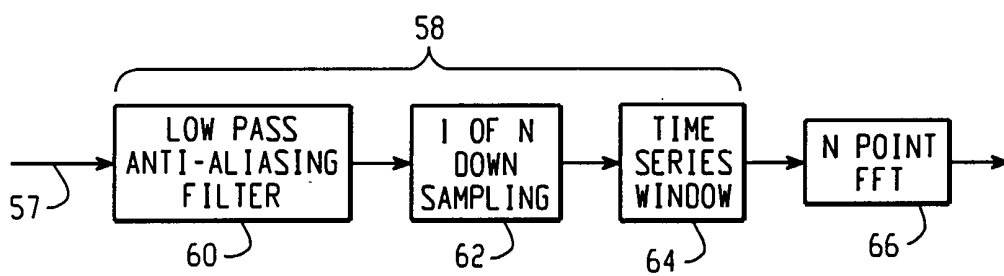 58
LOW PASS
ANTI-ALIASING
FILTER
1 OF N
DOWN
SAMPLING
TIME
SERIES
WINDOW
N POINT
FFT
57
60
62
64
66